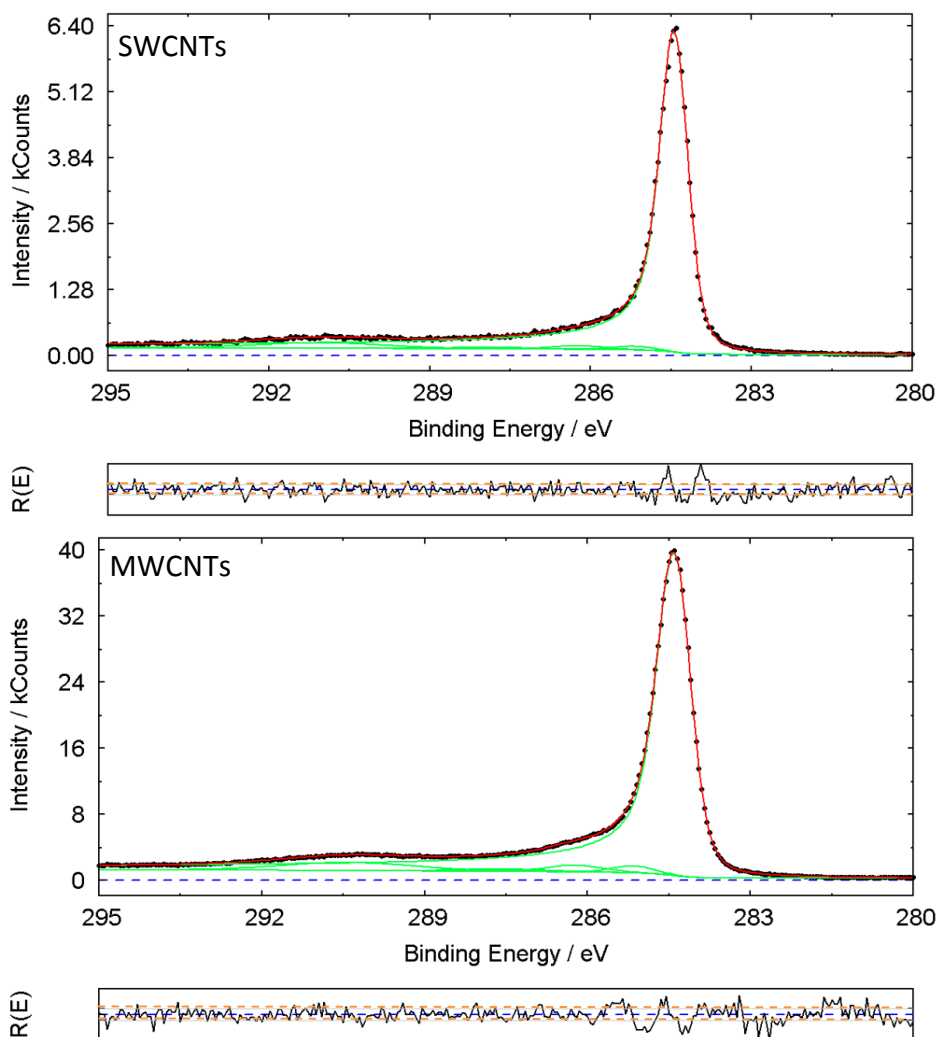 SWCNTs
Intensity / kCounts
6.40
5.12
3.84
2.56
1.28
0.00
295 292 289 286 283 280
Binding Energy / eV
R(E)
MWCNTs
Intensity / kCounts
40
32
24
16
8
0
295 292 289 286 283 280
Binding Energy / eV
R(E)